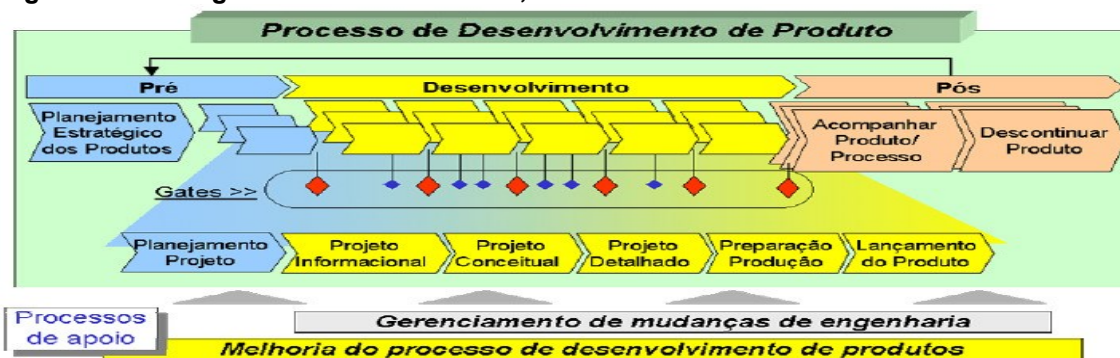 Processo de Desenvolvimento de Produto
Pré
Desenvolvimento
Pós
Planejamento
Estratégico
dos Produtos
Acompanhar
Produto/
Processo
Descontinuar
Produto
Gates >>
Planejamento
Projeto
Projeto
Informacional
Projeto
Conceitual
Projeto
Detalhado
Preparação
Produção
Lançamento
do Produto
Processos
de apoio
Gerenciamento de mudanças de engenharia
Melhoria do processo de desenvolvimento de produtos